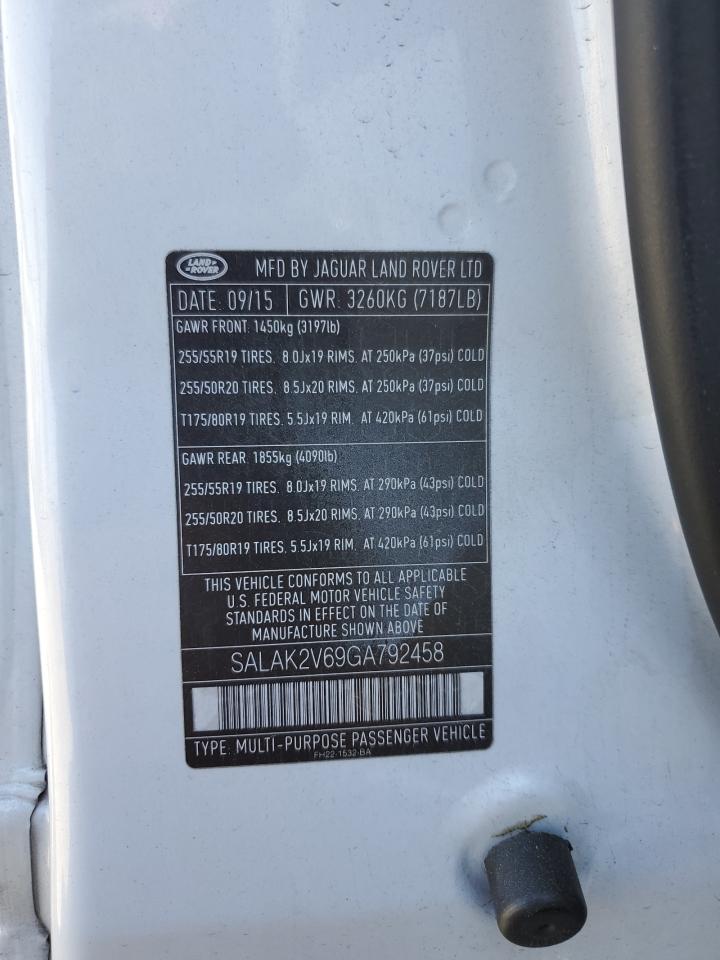 LAND ROVER
MFD BY JAGUAR LAND ROVER LTD
DATE: 09/15 GWR: 3260KG (7187LB)
GAWR FRONT. 1450kg (3197lb)
255/55R19 TIRES. 8.0Jx19 RIMS. AT 250kPa (37psi) COLD
255/50R20 TIRES. 8.5Jx20 RIMS. AT 250kPa (37psi) COLD
T175/80R19 TIRES. 5.5Jx19 RIM. AT 420kPa (61psi) COLD
GAWR REAR. 1855kg (4090lb)
255/55R19 TIRES. 8.0Jx19 RIMS. AT 290kPa (43psi) COLD
255/50R20 TIRES. 8.5Jx20 RIMS. AT 290kPa (43psi) COLD
T175/80R19 TIRES. 5.5Jx19 RIM. AT 420kPa (61psi) COLD
THIS VEHICLE CONFORMS TO ALL APPLICABLE
U.S. FEDERAL MOTOR VEHICLE SAFETY
STANDARDS IN EFFECT ON THE DATE OF
MANUFACTURE SHOWN ABOVE
SALAK2V69GA792458
TYPE: MULTI-PURPOSE PASSENGER VEHICLE
FH22-1532-BA